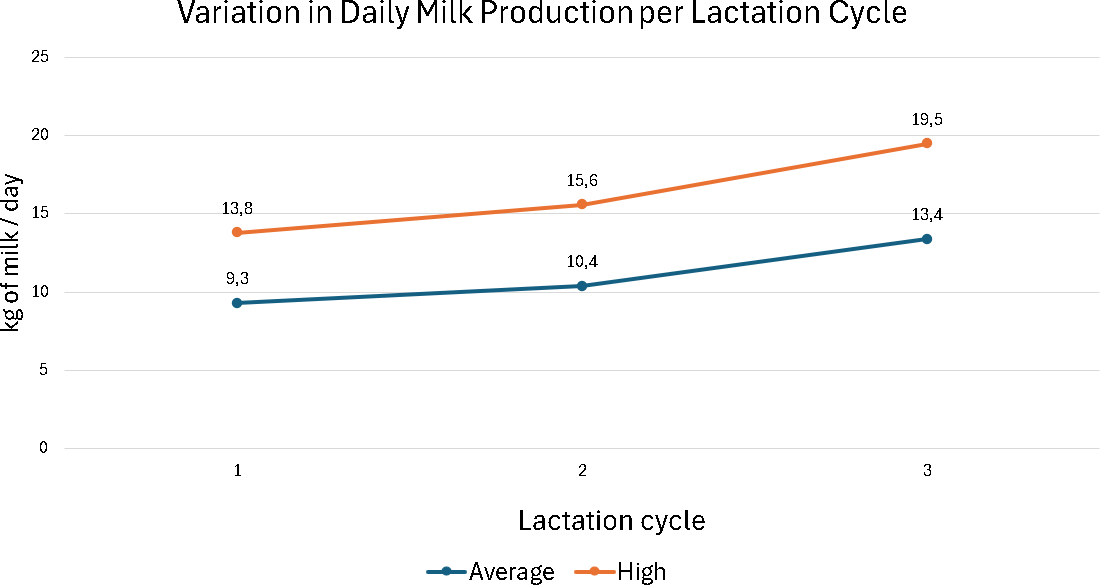 Variation in Daily Milk Production per Lactation Cycle
25
20
15
10
5
0
kg of milk / day
19,5
15,6
13,8
13,4
10,4
9,3
1 2 3
Lactation cycle
Average High